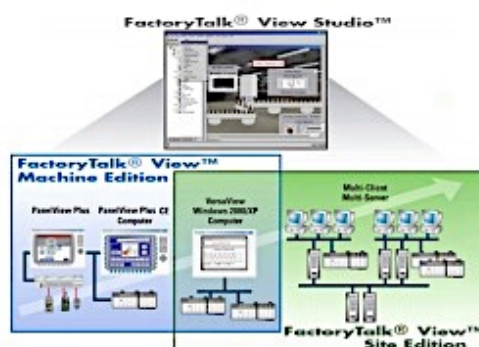 FactoryTalk® View Studio™
FactoryTalk® View™
Machine Edition
PanelView Plus
PanelView Plus CE
Computer
VersaView
Windows 2000/XP
Computer
Multi-Client
Multi-Server
FactoryTalk® View™
Site Edition